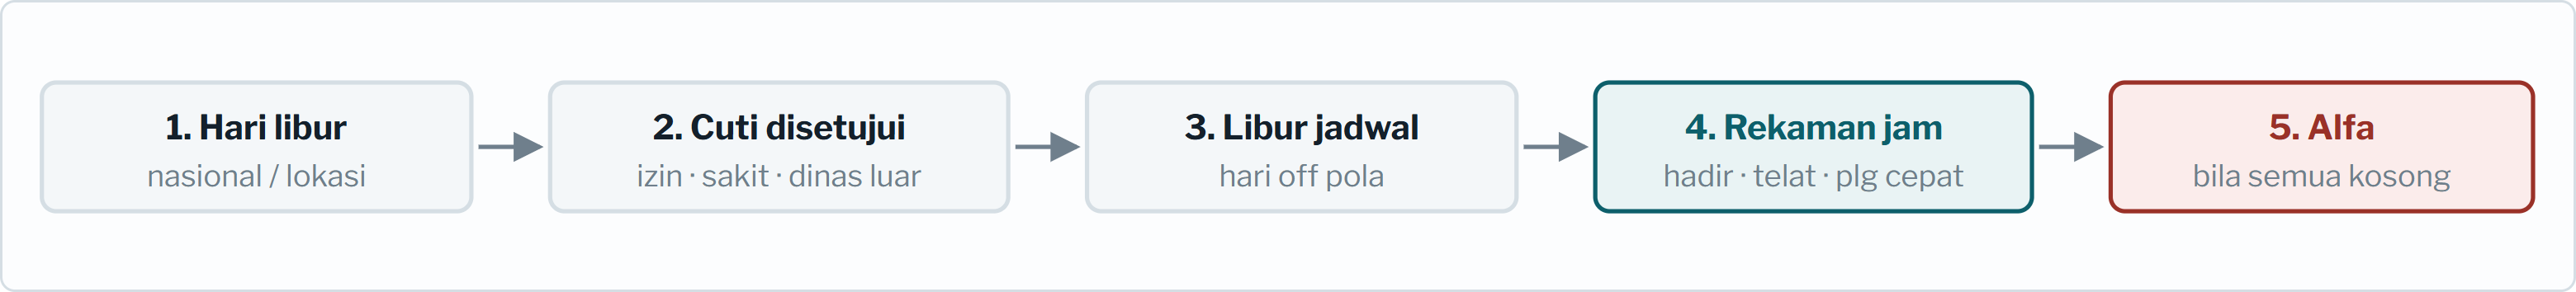 1. Hari libur
nasional / lokasi
2. Cuti disetujui
izin · sakit · dinas luar
3. Libur jadwal
hari off pola
4. Rekaman jam
hadir · telat · plg cepat
5. Alfa
bila semua kosong